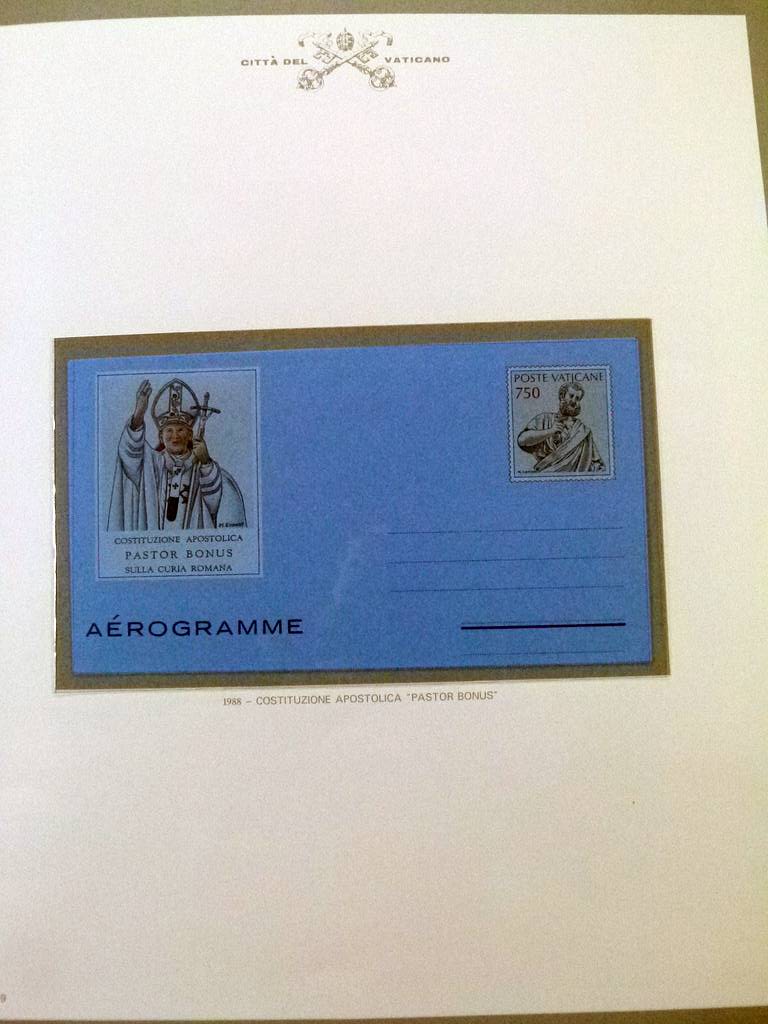 CITTÀ DEL VATICANO
POSTE VATICANE
750
COSTITUZIONE APOSTOLICA
PASTOR BONUS
SULLA CURIA ROMANA
AÉROGRAMME
1988 – COSTITUZIONE APOSTOLICA "PASTOR BONUS"
9